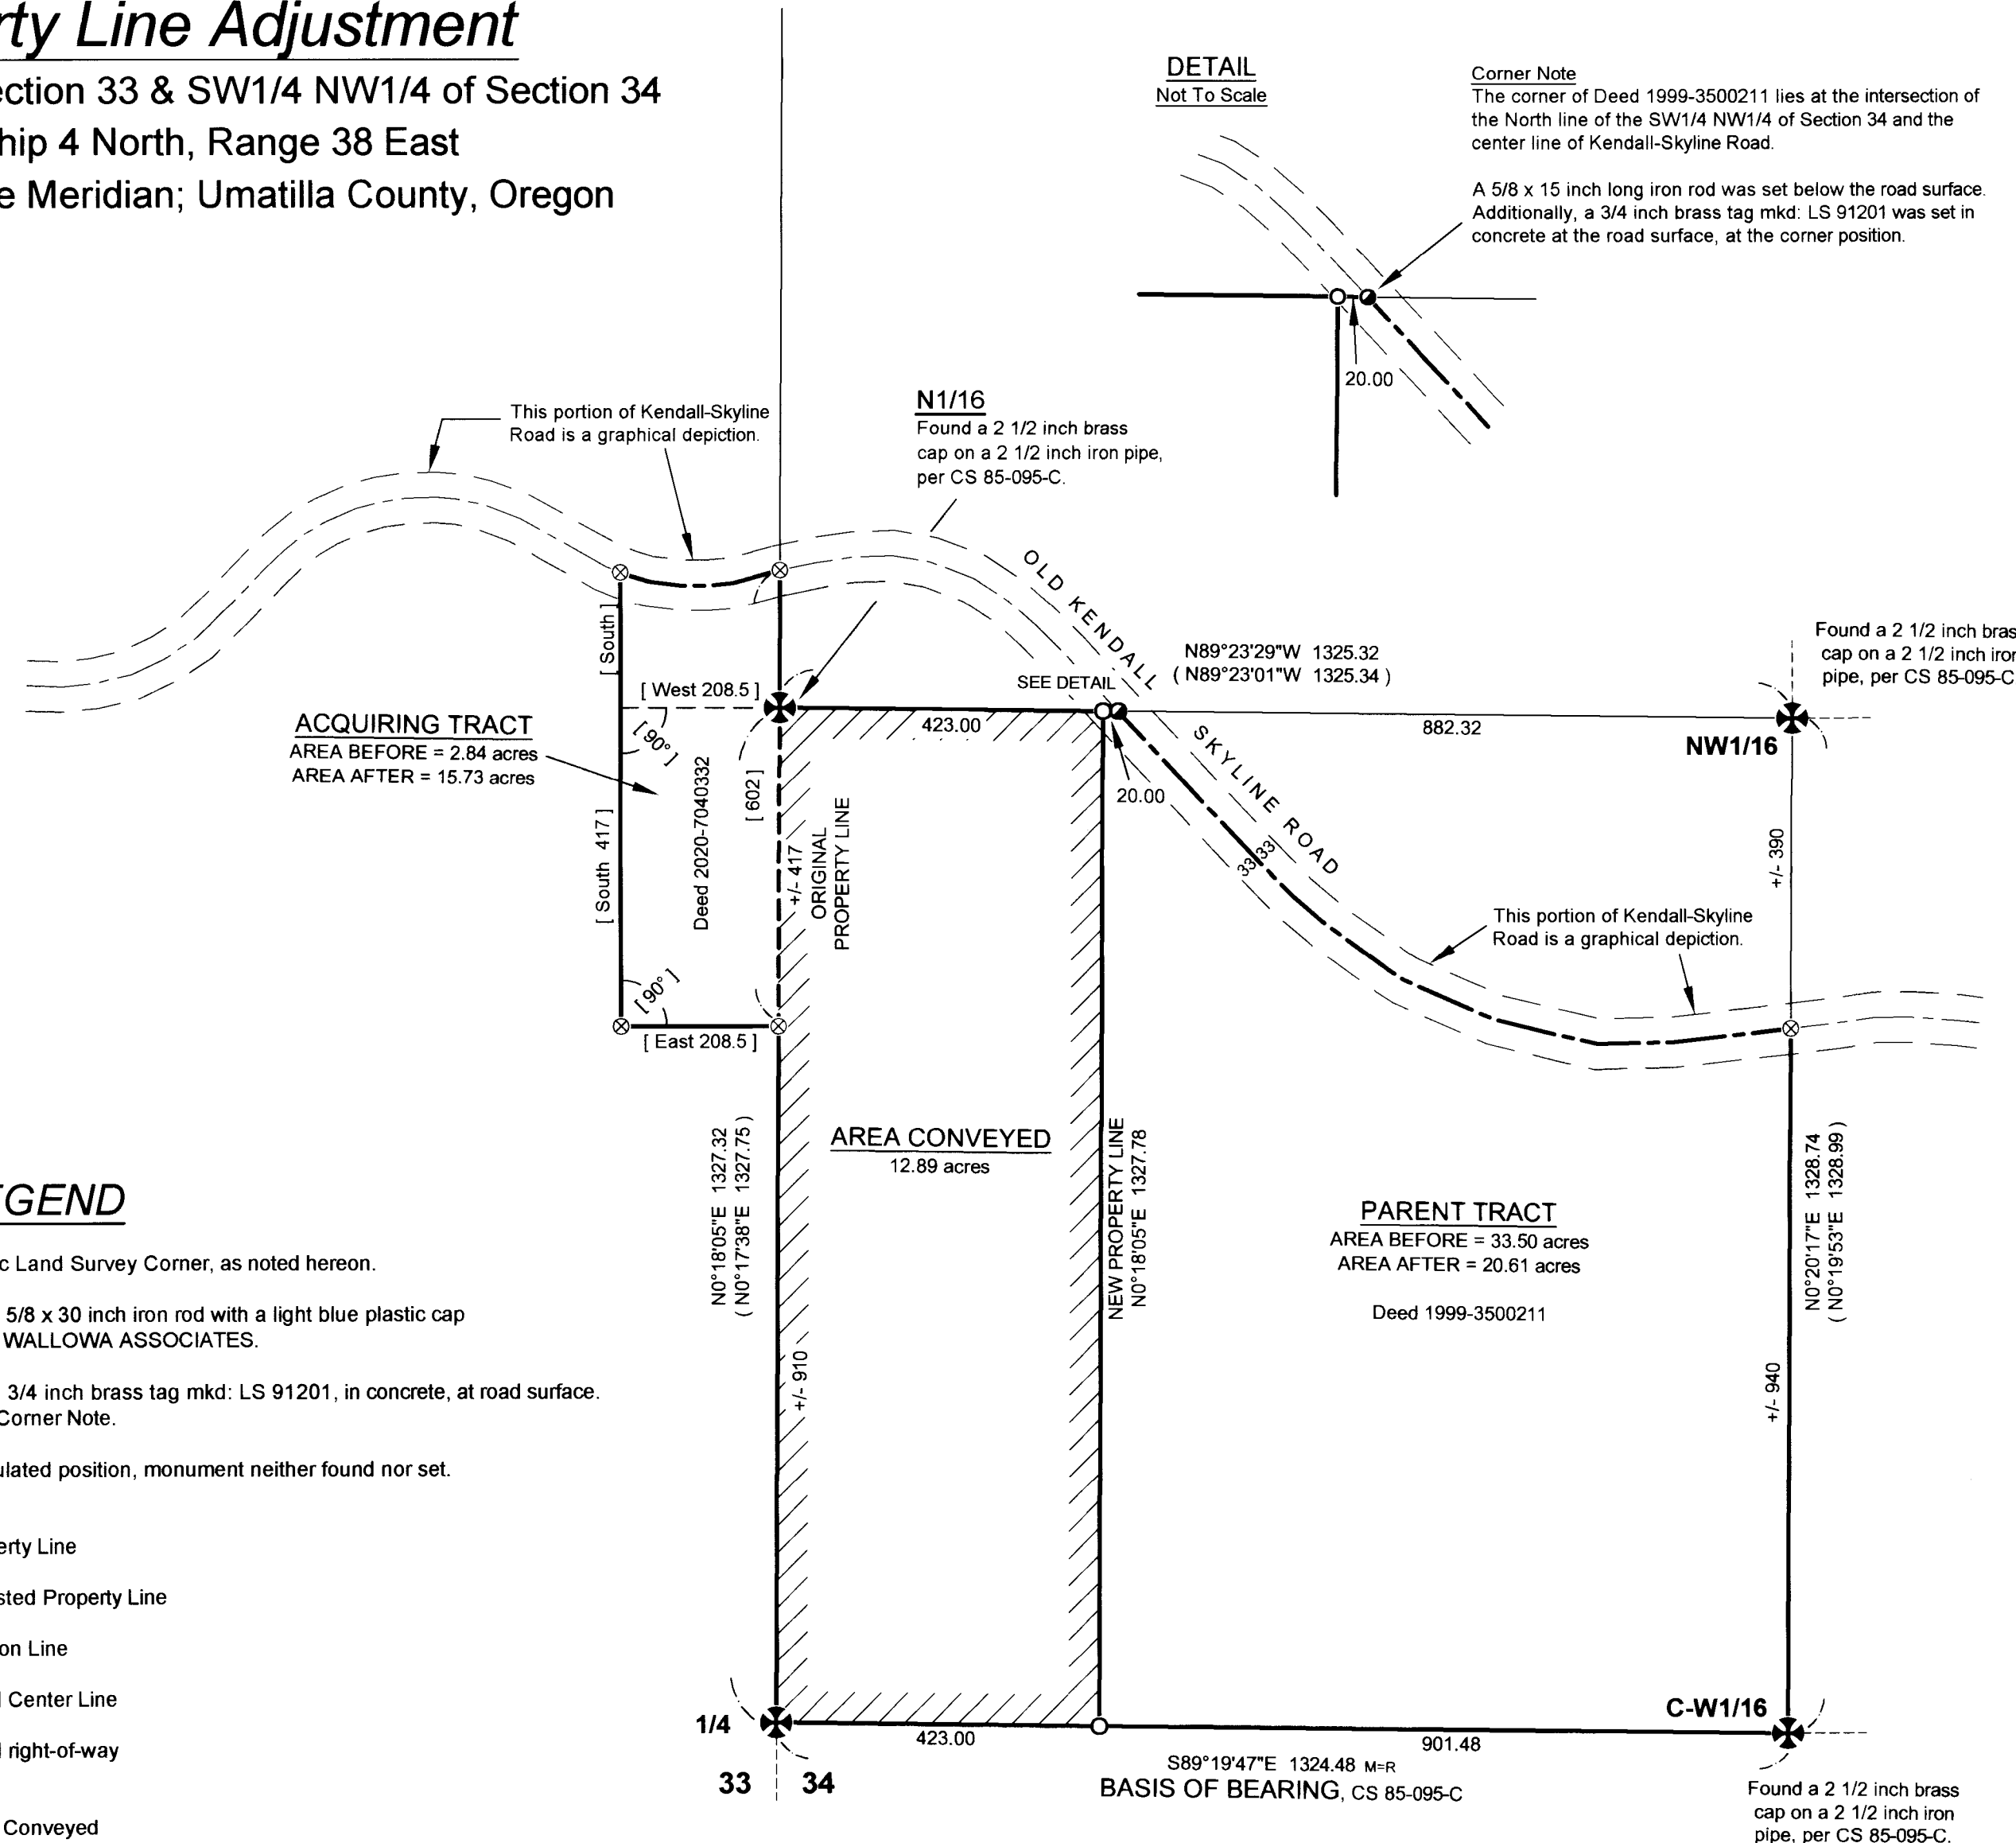 rty Line Adjustment
ection 33 & SW1/4 NW1/4 of Section 34
hip 4 North, Range 38 East
e Meridian; Umatilla County, Oregon
DETAIL
Not To Scale
Corner Note
The corner of Deed 1999-3500211 lies at the intersection of
the North line of the SW1/4 NW1/4 of Section 34 and the
center line of Kendall-Skyline Road.
A 5/8 x 15 inch long iron rod was set below the road surface.
Additionally, a 3/4 inch brass tag mkd: LS 91201 was set in
concrete at the road surface, at the corner position.
20.00
This portion of Kendall-Skyline
Road is a graphical depiction.
N1/16
Found a 2 1/2 inch brass
cap on a 2 1/2 inch iron pipe,
per CS 85-095-C.
OLD KENDALL
SKYLINE ROAD
N89°23'29"W 1325.32
( N89°23'01"W 1325.34 )
Found a 2 1/2 inch bras
cap on a 2 1/2 inch iron
pipe, per CS 85-095-C
[ South ]
[ West 208.5 ]
SEE DETAIL
423.00
882.32
NW1/16
ACQUIRING TRACT
AREA BEFORE = 2.84 acres
AREA AFTER = 15.73 acres
[ 90° ]
[ 602 ]
Deed 2020-7040332
[ South 417 ]
+/- 417
ORIGINAL
PROPERTY LINE
20.00
33
33
+/- 390
This portion of Kendall-Skyline
Road is a graphical depiction.
[ 90° ]
[ East 208.5 ]
N0°18'05"E 1327.32
( N0°17'38"E 1327.75 )
AREA CONVEYED
12.89 acres
NEW PROPERTY LINE
N0°18'05"E 1327.78
PARENT TRACT
AREA BEFORE = 33.50 acres
AREA AFTER = 20.61 acres
Deed 1999-3500211
N0°20'17"E 1328.74
( N0°19'53"E 1328.99 )
+/- 910
+/- 940
EGEND
c Land Survey Corner, as noted hereon.
5/8 x 30 inch iron rod with a light blue plastic cap
WALLOWA ASSOCIATES.
3/4 inch brass tag mkd: LS 91201, in concrete, at road surface.
Corner Note.
ulated position, monument neither found nor set.
erty Line
sted Property Line
on Line
l Center Line
l right-of-way
Conveyed
1/4
423.00
901.48
C-W1/16
33
34
S89°19'47"E 1324.48 M=R
BASIS OF BEARING, CS 85-095-C
Found a 2 1/2 inch brass
cap on a 2 1/2 inch iron
pipe, per CS 85-095-C.